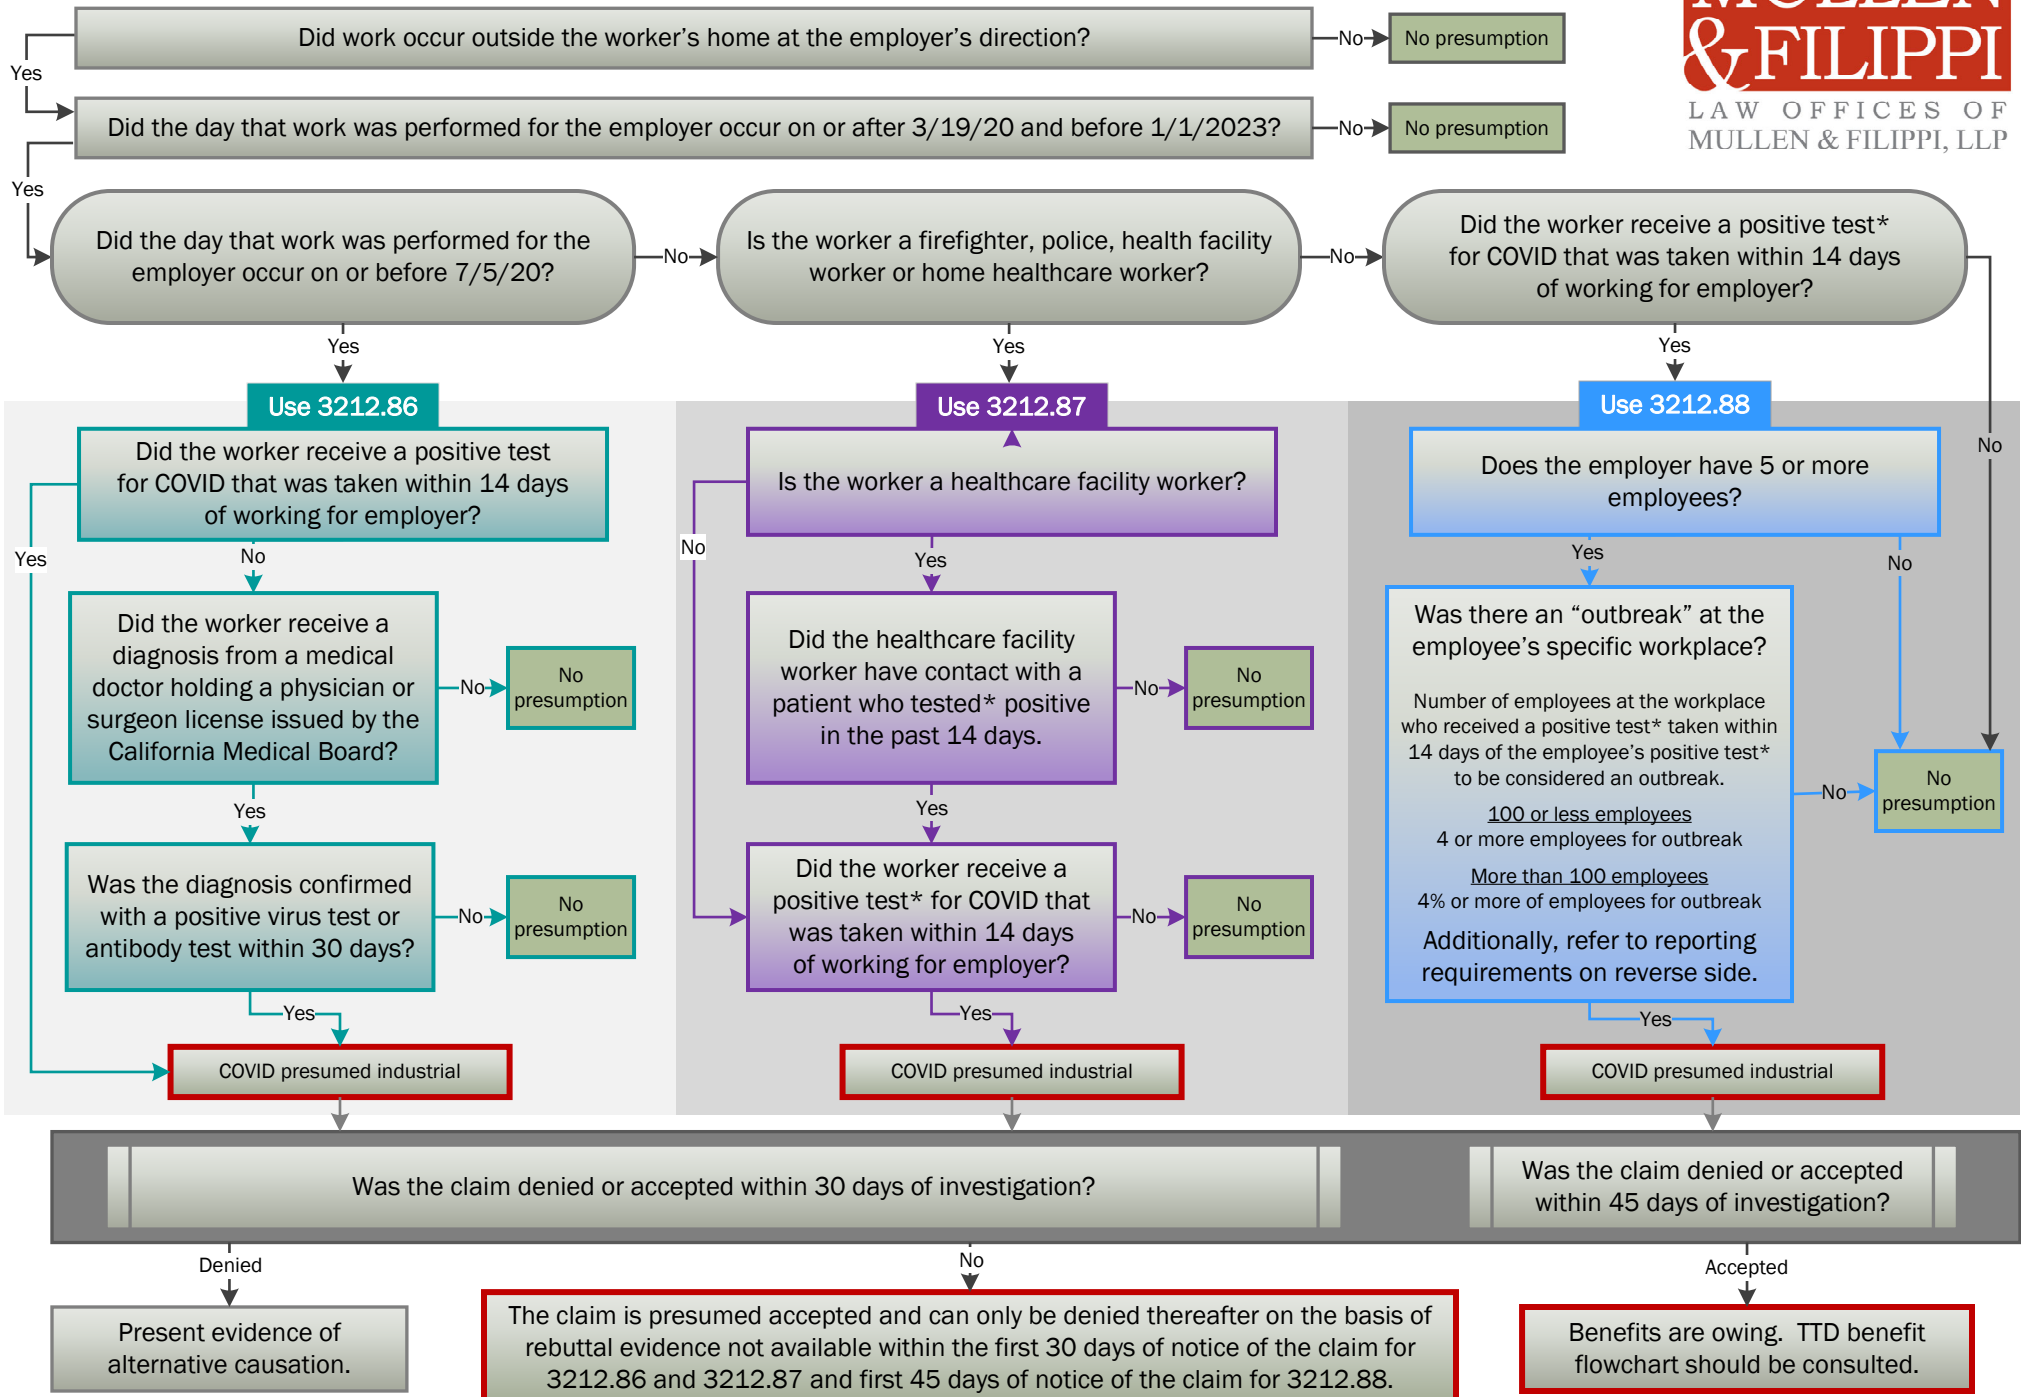 Did work occur outside the worker's home at the employer's direction?
No
No presumption
MULLEN
& FILIPPI
LAW OFFICES OF
MULLEN & FILIPPI, LLP
Yes
Did the day that work was performed for the employer occur on or after 3/19/20 and before 1/1/2023?
No
No presumption
Yes
Did the day that work was performed for the
employer occur on or before 7/5/20?
No
Is the worker a firefighter, police, health facility
worker or home healthcare worker?
No
Did the worker receive a positive test*
for COVID that was taken within 14 days
of working for employer?
Yes
Yes
Yes
No
Use 3212.86
Did the worker receive a positive test
for COVID that was taken within 14 days
of working for employer?
Yes
No
Did the worker receive a
diagnosis from a medical
doctor holding a physician or
surgeon license issued by the
California Medical Board?
No
No
presumption
Yes
Was the diagnosis confirmed
with a positive virus test or
antibody test within 30 days?
No
No
presumption
Yes
COVID presumed industrial
Use 3212.87
Is the worker a healthcare facility worker?
No
Yes
Did the healthcare facility
worker have contact with a
patient who tested* positive
in the past 14 days.
No
No
presumption
Yes
Did the worker receive a
positive test* for COVID that
was taken within 14 days
of working for employer?
No
No
presumption
Yes
COVID presumed industrial
Use 3212.88
Does the employer have 5 or more
employees?
Yes
No
Was there an “outbreak” at the
employee's specific workplace?
Number of employees at the workplace
who received a positive test* taken within
14 days of the employee's positive test*
to be considered an outbreak.
100 or less employees
4 or more employees for outbreak
More than 100 employees
4% or more of employees for outbreak
Additionally, refer to reporting
requirements on reverse side.
No
No
presumption
Yes
COVID presumed industrial
Was the claim denied or accepted within 30 days of investigation?
Was the claim denied or accepted
within 45 days of investigation?
Denied
No
Accepted
Present evidence of
alternative causation.
The claim is presumed accepted and can only be denied thereafter on the basis of
rebuttal evidence not available within the first 30 days of notice of the claim for
3212.86 and 3212.87 and first 45 days of notice of the claim for 3212.88.
Benefits are owing. TTD benefit
flowchart should be consulted.